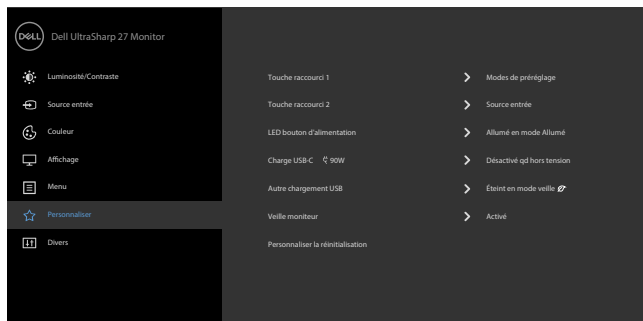 DELL Dell UltraSharp 27 Monitor
Luminosité/Contraste
Source entrée
Couleur
Affichage
Menu
Personnaliser
Divers
Touche raccourci 1 Modes de préréglage
Touche raccourci 2 Source entrée
LED bouton d'alimentation Allumé en mode Allumé
Charge USB-C 90W Désactivé qd hors tension
Autre chargement USB Éteint en mode veille
Veille moniteur Activé
Personnaliser la réinitialisation